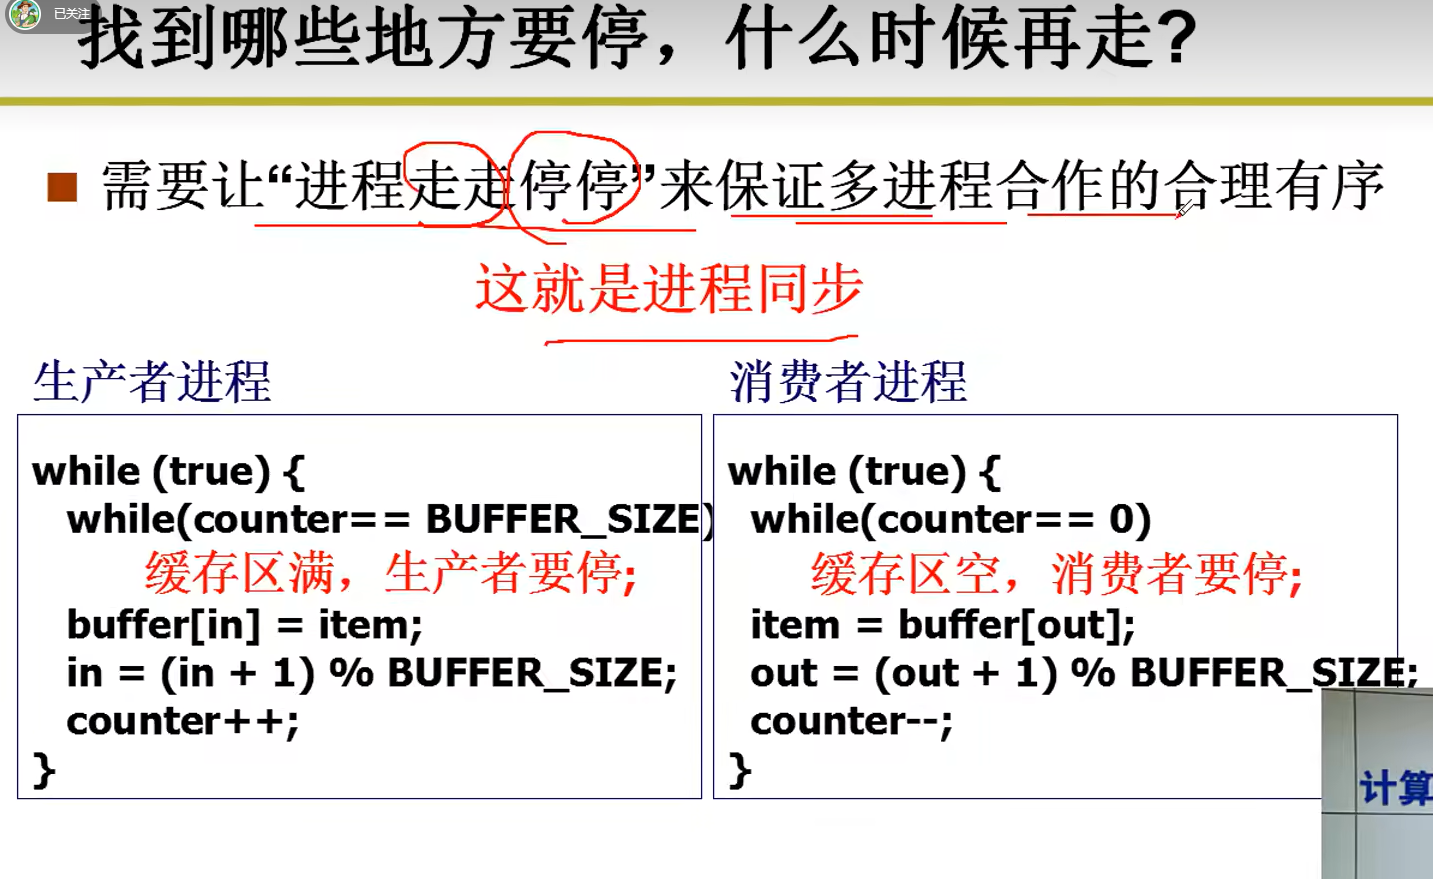 已关注
找到哪些地方要停，什么时候再走?
需要让“进程走走停停”来保证多进程合作的合理有序
这就是进程同步
生产者进程
while (true) {
while(counter== BUFFER_SIZE)
缓存区满，生产者要停;
buffer[in] = item;
in = (in + 1) % BUFFER_SIZE;
counter++;
}
消费者进程
while (true) {
while(counter== 0)
缓存区空，消费者要停;
item = buffer[out];
out = (out + 1) % BUFFER_SIZE;
counter--;
}
计算